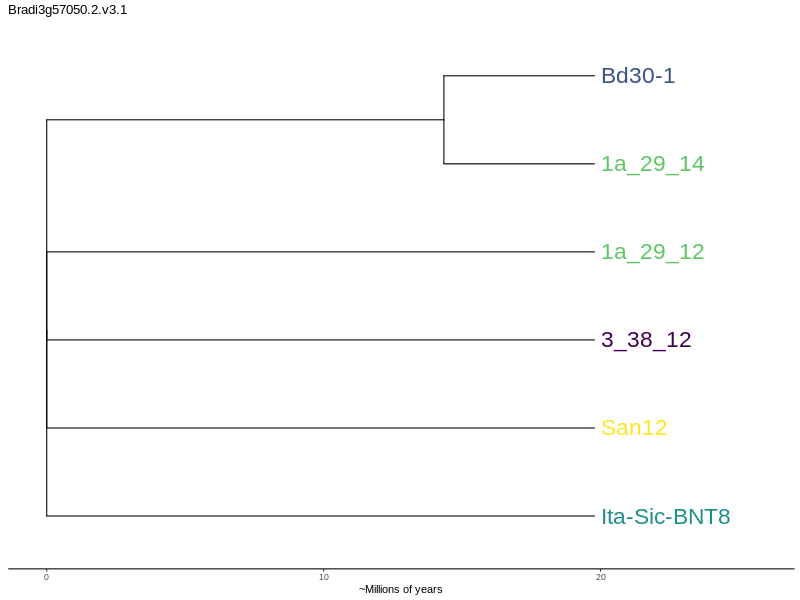 Bradi3g57050.2.v3.1
Bd30-1
1a_29_14
1a_29_12
3_38_12
San12
Ita-Sic-BNT8
0 10 20
~Millions of years